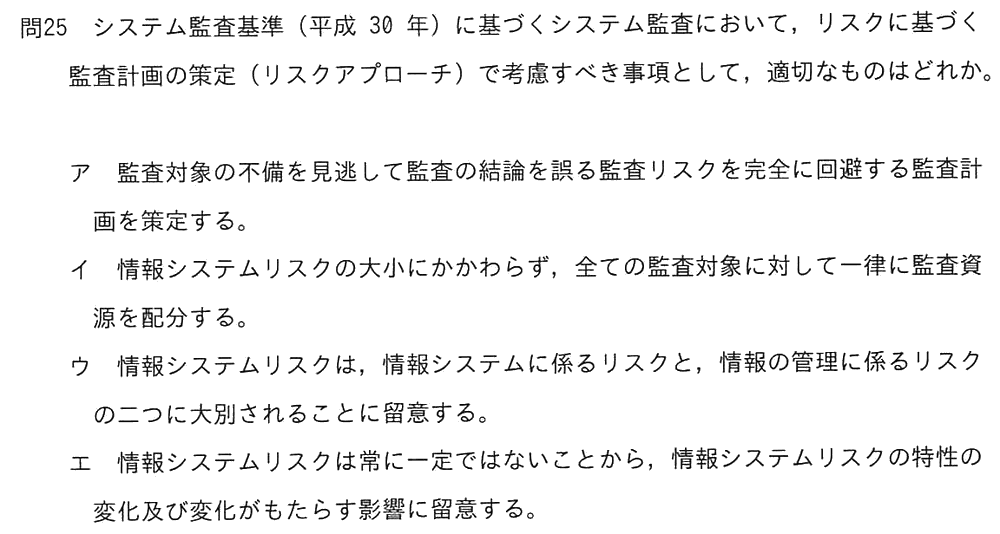 問25　システム監査基準（平成 30 年）に基づくシステム監査において，リスクに基づく
監査計画の策定（リスクアプローチ）で考慮すべき事項として，適切なものはどれか。
ア　監査対象の不備を見逃して監査の結論を誤る監査リスクを完全に回避する監査計
画を策定する。
イ　情報システムリスクの大小にかかわらず，全ての監査対象に対して一律に監査資
源を配分する。
ウ　情報システムリスクは，情報システムに係るリスクと，情報の管理に係るリスク
の二つに大別されることに留意する。
エ　情報システムリスクは常に一定ではないことから，情報システムリスクの特性の
変化及び変化がもたらす影響に留意する。